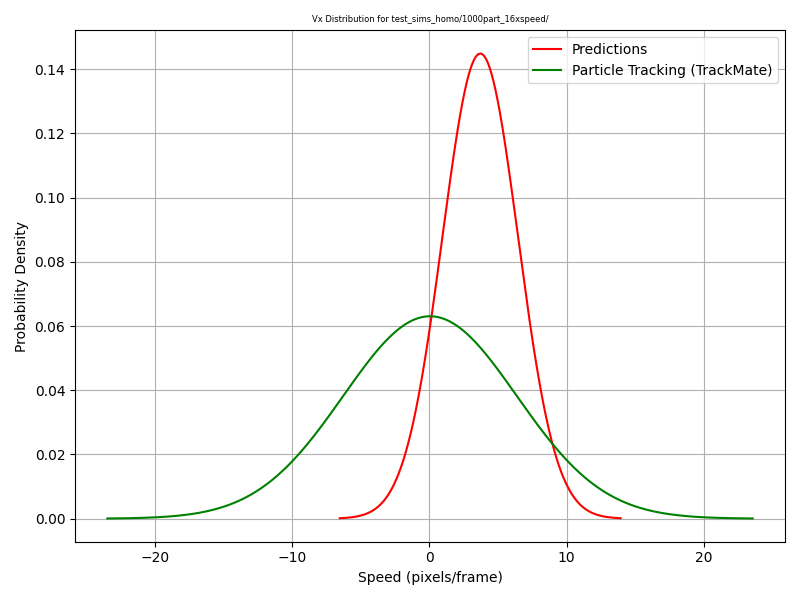 Vx Distribution for test_sims_homo/1000part_16xspeed/
Predictions
Particle Tracking (TrackMate)
0.14
0.12
0.10
0.08
0.06
0.04
0.02
0.00
Probability Density
−20
−10
0
10
20
Speed (pixels/frame)